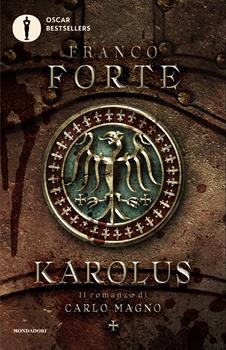 OSCAR
BESTSELLERS
FRANCO
FORTE
KAROLUS
Il romanzo di
CARLO MAGNO
MONDADORI